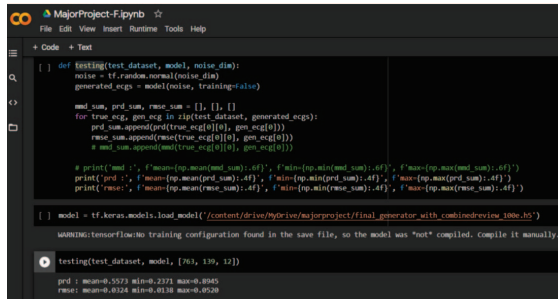 CO MajorProject-F.ipynb ☆
File Edit View Insert Runtime Tools Help
+ Code + Text
[ ] def testing(test_dataset, model, noise_dim):
noise = tf.random.normal(noise_dim)
generated_ecgs = model(noise, training=False)
mmd_sum, prd_sum, rmse_sum = [], [], []
for true_ecg, gen_ecg in zip(test_dataset, generated_ecgs):
prd_sum.append(prd(true_ecg[0][0], gen_ecg[0]))
rmse_sum.append(rmse(true_ecg[0][0], gen_ecg[0]))
# mmd_sum.append(mmd(true_ecg[0][0], gen_ecg[0]))
# print('mmd :', f'mean={np.mean(mmd_sum):.6f}', f'min={np.min(mmd_sum):.6f}', f'max={np.max(mmd_sum):.6f}')
print('prd :', f'mean={np.mean(prd_sum):.4f}', f'min={np.min(prd_sum):.4f}', f'max={np.max(prd_sum):.4f}')
print('rmse:', f'mean={np.mean(rmse_sum):.4f}', f'min={np.min(rmse_sum):.4f}', f'max={np.max(rmse_sum):.4f}')
[ ] model = tf.keras.models.load_model('/content/drive/MyDrive/majorproject/final_generator_with_combinedreview_100e.h5')
WARNING:tensorflow:No training configuration found in the save file, so the model was *not* compiled. Compile it manually.
testing(test_dataset, model, [763, 139, 12])
prd : mean=0.5573 min=0.2371 max=0.8945
rmse: mean=0.0324 min=0.0138 max=0.0520